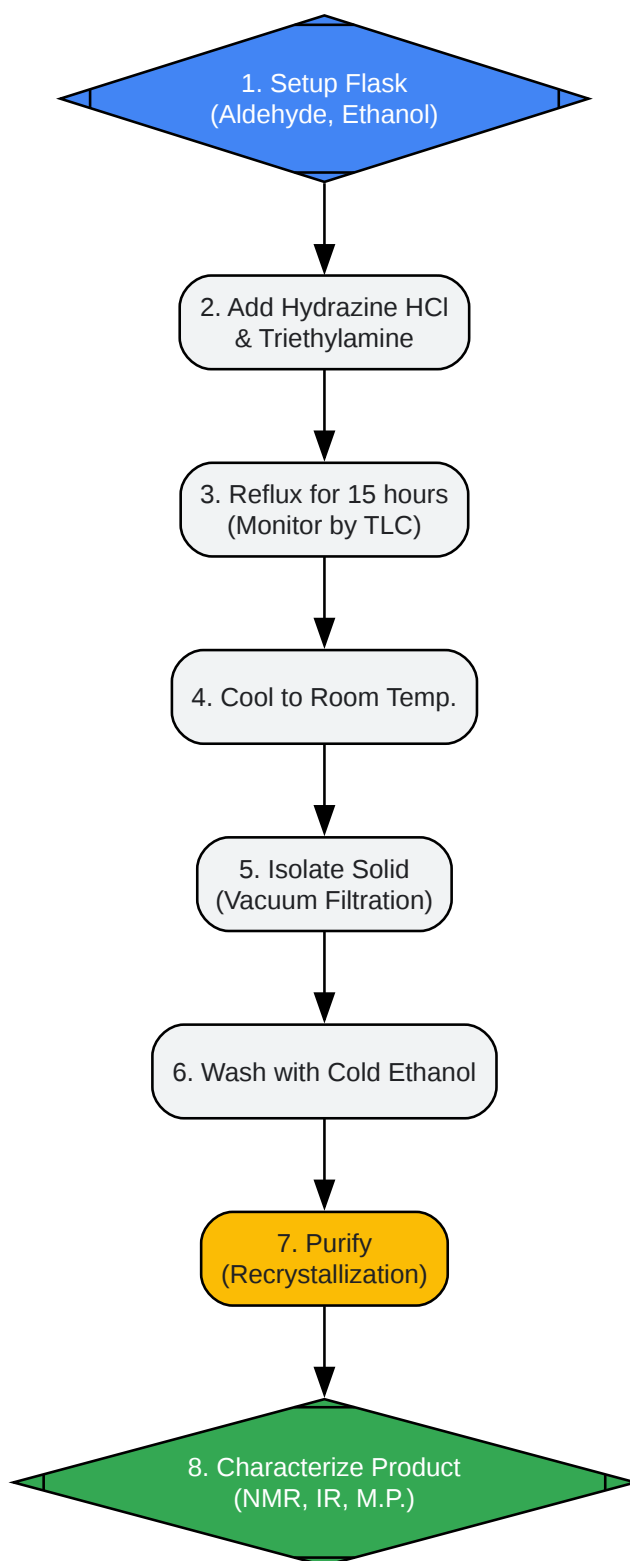 1. Setup Flask
(Aldehyde, Ethanol)
2. Add Hydrazine HCl
& Triethylamine
3. Reflux for 15 hours
(Monitor by TLC)
4. Cool to Room Temp.
5. Isolate Solid
(Vacuum Filtration)
6. Wash with Cold Ethanol
7. Purify
(Recrystallization)
8. Characterize Product
(NMR, IR, M.P.)